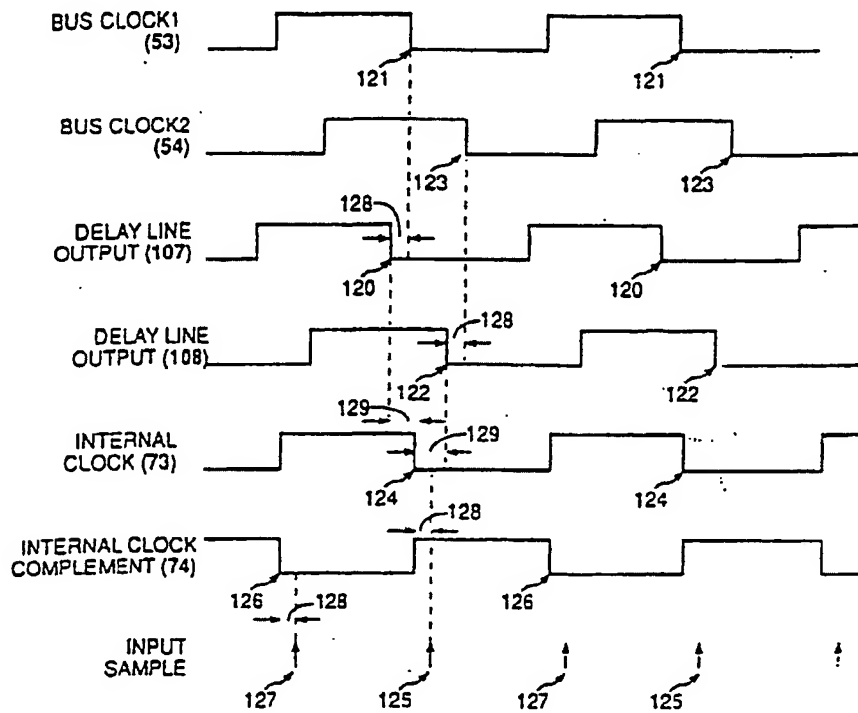 BUS CLOCK1
(53)
121
121
BUS CLOCK2
(54)
123
123
128
DELAY LINE
OUTPUT (107)
120
120
128
DELAY LINE
OUTPUT (108)
122
122
129
129
INTERNAL
CLOCK (73)
124
124
128
INTERNAL CLOCK
COMPLEMENT (74)
126
126
128
INPUT
SAMPLE
127
125
127
125